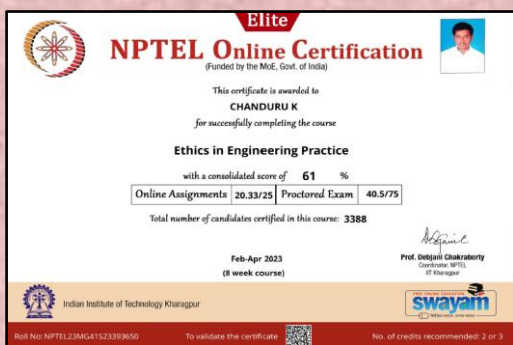 Elite
NPTEL Online Certification
(Funded by the MoE, Govt. of India)
This certificate is awarded to
CHANDURU K
for successfully completing the course
Ethics in Engineering Practice
with a consolidated score of 61 %
Online Assignments 20.33/25 Proctored Exam 40.5/75
Total number of candidates certified in this course: 3388
Feb-Apr 2023
(8 week course)
Prof. Debjani Chakraborty
Coordinator, NPTEL
IIT Kharagpur
Indian Institute of Technology Kharagpur
FREE ONLINE EDUCATION
swayam
Roll No: NPTEL23MG41S23393650 To validate the certificate No. of credits recommended: 2 or 3